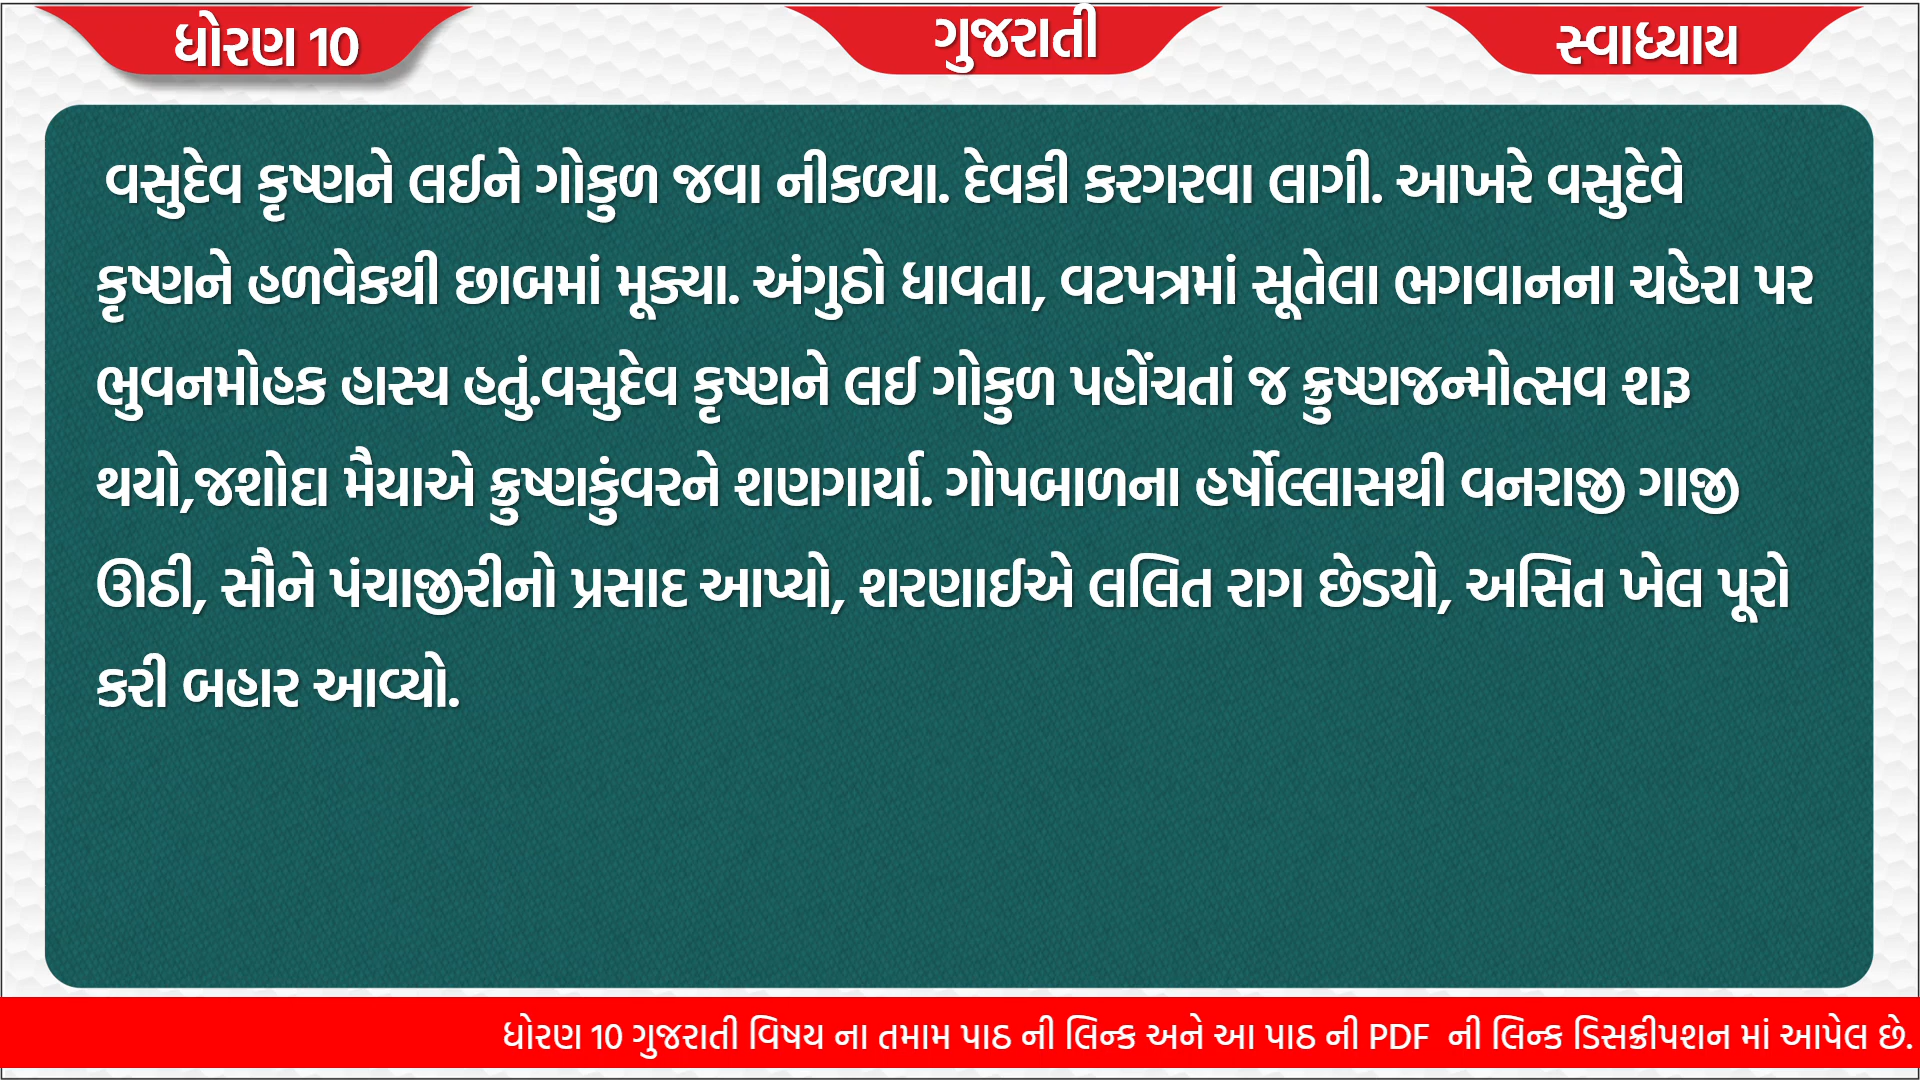 ધોરણ 10
ગુજરાતી
સ્વાધ્યાય
વસુદેવ કૃષ્ણને લઈને ગોકુળ જવા નીકળ્યા. દેવકી કરગરવા લાગી. આખરે વસુદેવે
કૃષ્ણને હળવેકથી છાબમાં મૂક્યા. અંગુઠો ધાવતા, વટપત્રમાં સૂતેલા ભગવાનના ચહેરા પર
ભુવનમોહક હાસ્ય હતું.વસુદેવ કૃષ્ણને લઈ ગોકુળ પહોંચતાં જ ક્રુષ્ણજન્મોત્સવ શરૂ
થયો,જશોદા મૈયાએ ક્રુષ્ણકુંવરને શણગાર્યા. ગોપબાળના હર્ષોલ્લાસથી વનરાજી ગાજી
ઊઠી, સૌને પંચાજીરીનો પ્રસાદ આપ્યો, શરણાઈએ લલિત રાગ છેડયો, અસિત ખેલ પૂરો
કરી બહાર આવ્યો.
ધોરણ 10 ગુજરાતી વિષય ના તમામ પાઠ ની લિન્ક અને આ પાઠ ની PDF ની લિન્ક ડિસક્રીપશન માં આપેલ છે.